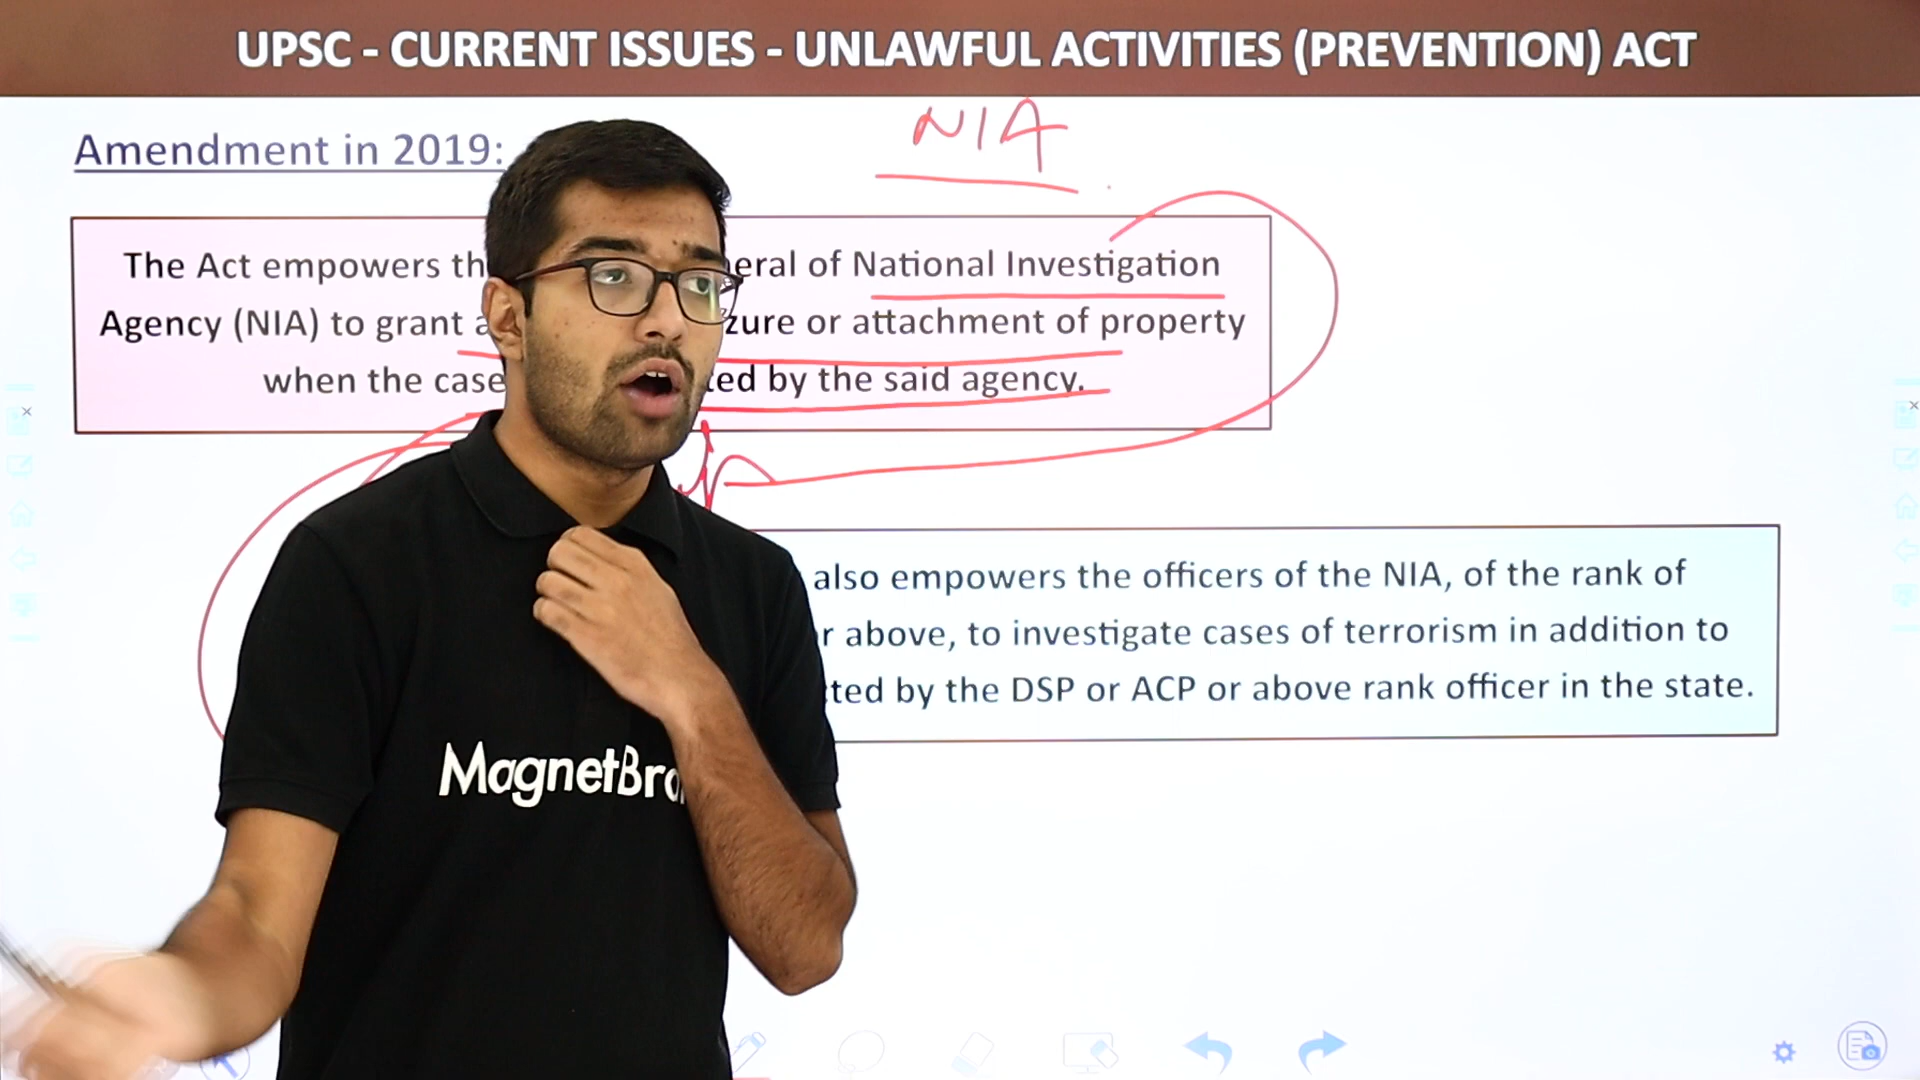 UPSC - CURRENT ISSUES - UNLAWFUL ACTIVITIES (PREVENTION) ACT
NIA
Amendment in 2019:
The Act empowers th eral of National Investigation
Agency (NIA) to grant a zure or attachment of property
when the case ted by the said agency.
also empowers the officers of the NIA, of the rank of
r above, to investigate cases of terrorism in addition to
ted by the DSP or ACP or above rank officer in the state.
MagnetBra